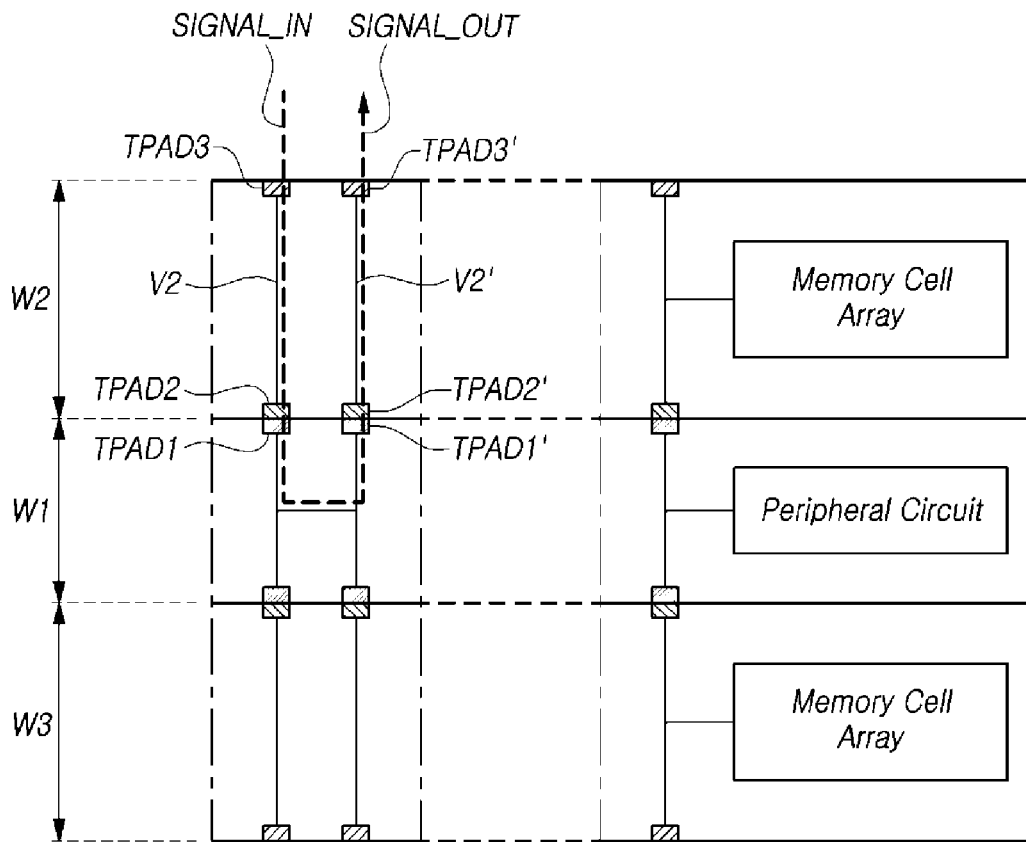 SIGNAL_IN SIGNAL_OUT
TPAD3 TPAD3'
W2 V2 V2' Memory Cell
Array
TPAD2 TPAD2'
TPAD1 TPAD1'
W1 Peripheral Circuit
W3 Memory Cell
Array